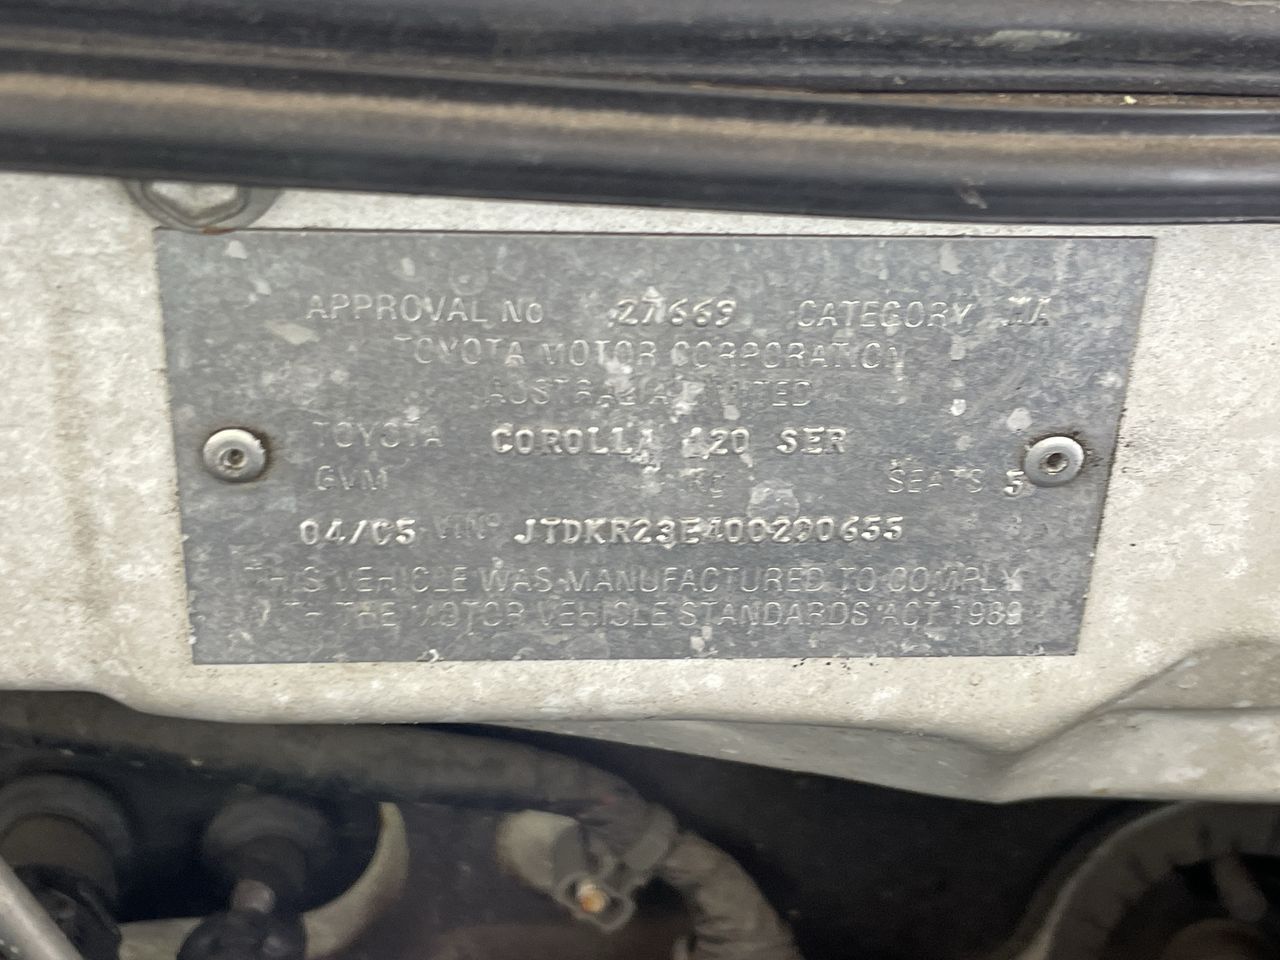 APPROVAL No 27669 CATEGORY MA
TOYOTA MOTOR CORPORATION
AUSTRALIA LIMITED
TOYOTA COROLLA 120 SER
GVM KG SEATS 5
04/05 VIN JTDKR23E400290655
THIS VEHICLE WAS MANUFACTURED TO COMPLY
WITH THE MOTOR VEHICLE STANDARDS ACT 1989